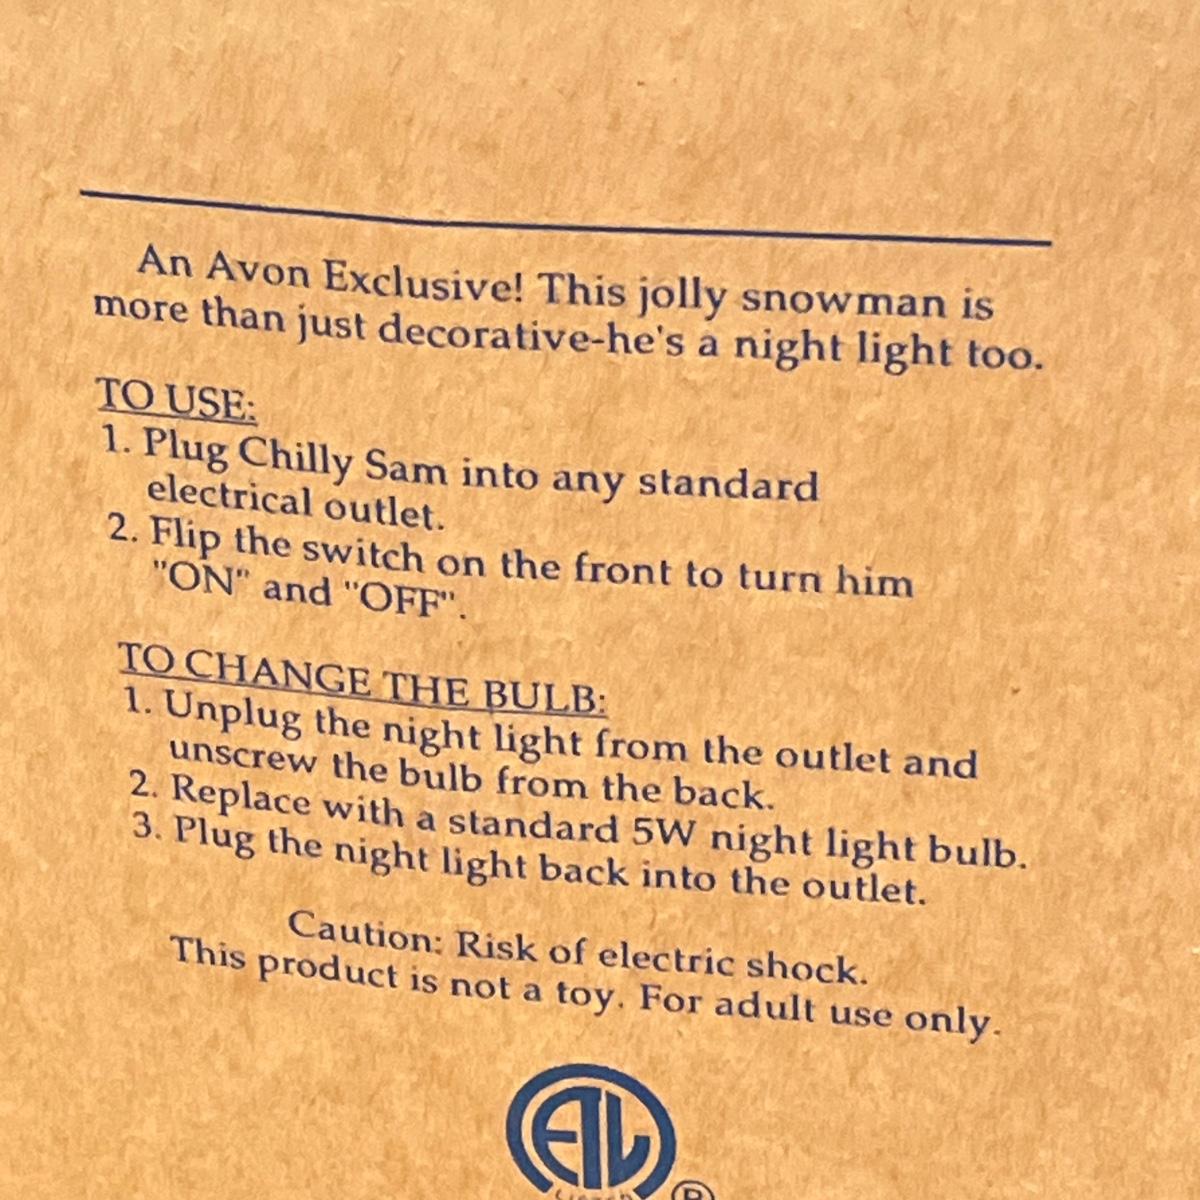 An Avon Exclusive! This jolly snowman is
more than just decorative-he's a night light too.
TO USE:
1. Plug Chilly Sam into any standard
electrical outlet.
2. Flip the switch on the front to turn him
"ON" and "OFF".
TO CHANGE THE BULB:
1. Unplug the night light from the outlet and
unscrew the bulb from the back.
2. Replace with a standard 5W night light bulb.
3. Plug the night light back into the outlet.
Caution: Risk of electric shock.
This product is not a toy. For adult use only.
ETL
®